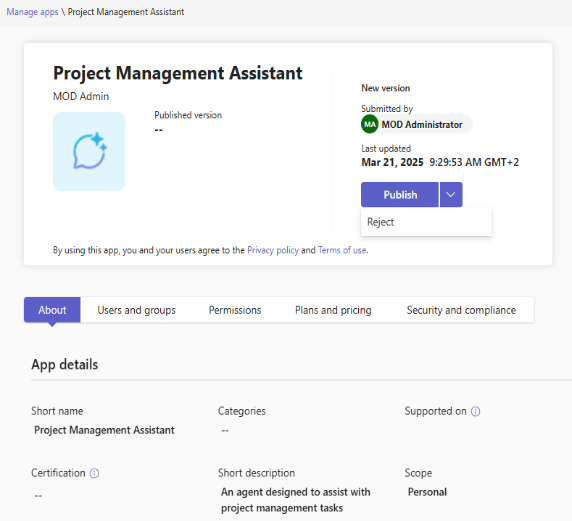 Manage apps \ Project Management Assistant
Project Management Assistant
MOD Admin
Published version
--
New version
Submitted by
MA MOD Administrator
Last updated
Mar 21, 2025 9:29:53 AM GMT+2
Publish
Reject
By using this app, you and your users agree to the Privacy policy and Terms of use.
About Users and groups Permissions Plans and pricing Security and compliance
App details
Short name Categories Supported on
Project Management Assistant --
Certification Short description Scope
-- An agent designed to assist with Personal
project management tasks